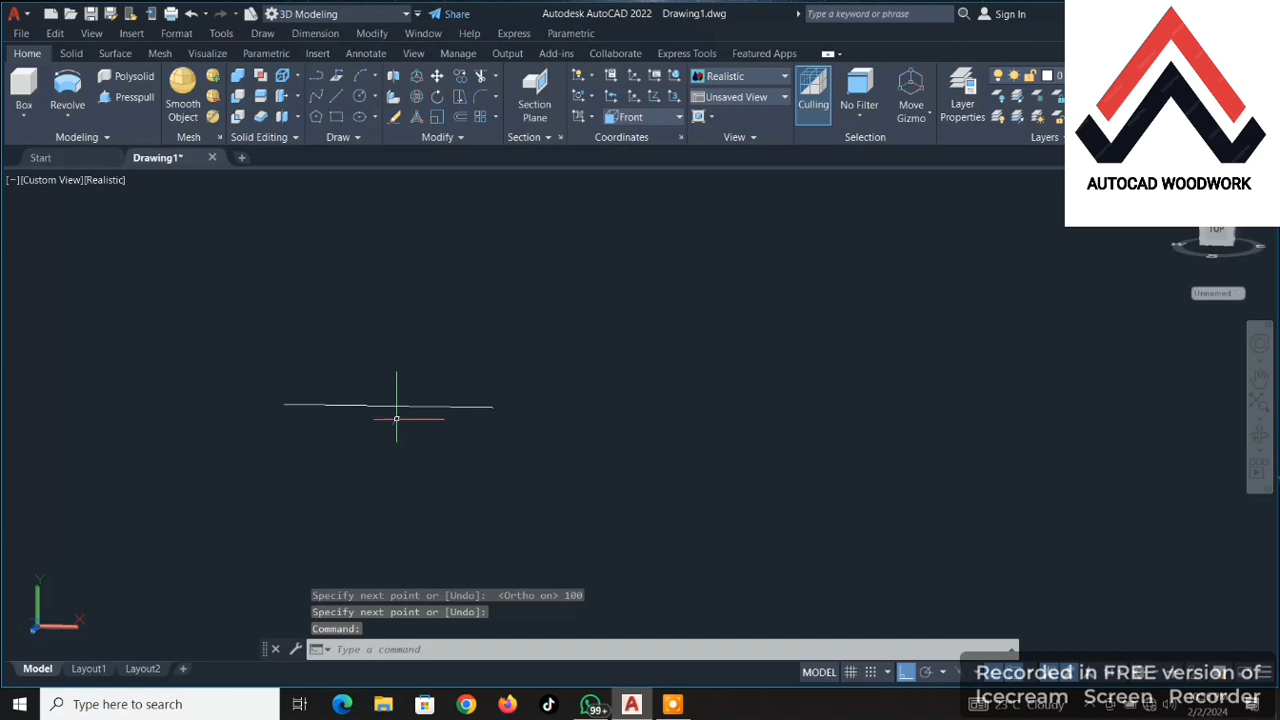 3D Modeling
Share
Autodesk AutoCAD 2022 Drawing1.dwg
Type a keyword or phrase
Sign In
File Edit View Insert Format Tools Draw Dimension Modify Window Help Express Parametric
Home Solid Surface Mesh Visualize Parametric Insert Annotate View Manage Output Add-ins Collaborate Express Tools Featured Apps
Box
Revolve
Polysolid
Presspull
Smooth
Object
Section
Plane
Realistic
Unsaved View
Front
Culling
No Filter
Move
Gizmo
Layer
Properties
0
Modeling Mesh Solid Editing Draw Modify Section Coordinates View Selection Layers
AUTOCAD WOODWORK
Start Drawing1*
[−][Custom View][Realistic]
TOP
Unnamed
Y
X
Specify next point or [Undo]: <Ortho on> 100
Specify next point or [Undo]:
Command:
Type a command
Model Layout1 Layout2
MODEL
Recorded in FREE version of
Icecream Screen Recorder
Type here to search
99+
23°C Cloudy
2/2/2024